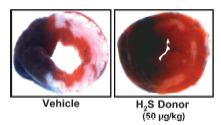 Vehicle
H₂S Donor
(50 µg/kg)